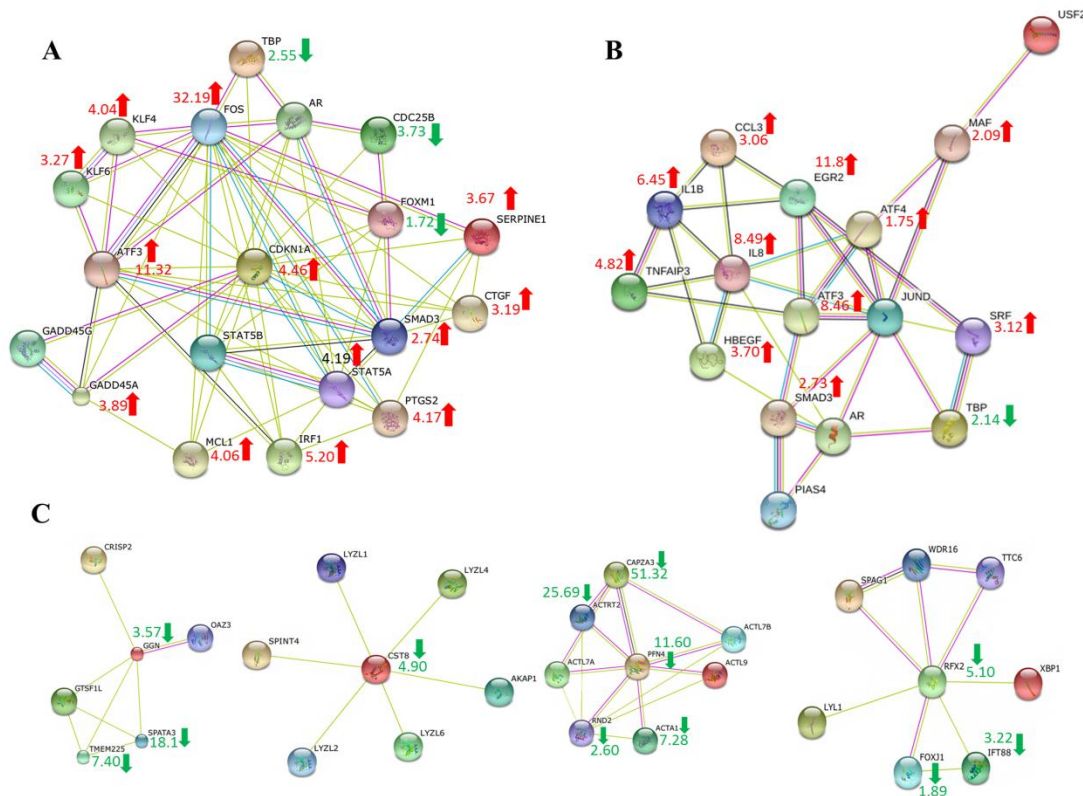 A
TBP
2.55
32.19
FOS
AR
4.04
KLF4
CDC25B
3.73
3.27
KLF6
FOXM1
1.72
3.67
SERPINE1
ATF3
11.32
CDKN1A
4.46
CTGF
3.19
SMAD3
2.74
STAT5B
4.19
STAT5A
GADD45G
GADD45A
3.89
PTGS2
4.17
MCL1
4.06
IRF1
5.20
B
USF2
MAF
2.09
CCL3
3.06
11.8
EGR2
6.45
IL1B
ATF4
1.75
8.49
IL8
4.82
TNFAIP3
ATF3
8.46
JUND
SRF
3.12
HBEGF
3.70
2.73
SMAD3
AR
TBP
2.14
PIAS4
C
CRISP2
3.57
GGN
OAZ3
GTSF1L
SPATA3
18.1
TMEM225
7.40
LYZL1
LYZL4
SPINT4
CST8
4.90
AKAP1
LYZL2
LYZL6
CAPZA3
51.32
25.69
ACTRT2
ACTL7B
11.60
PFN4
ACTL7A
ACTL9
RND2
2.60
ACTA1
7.28
WDR16
TTC6
SPAG1
RFX2
5.10
XBP1
LYL1
3.22
IFT88
FOXJ1
1.89